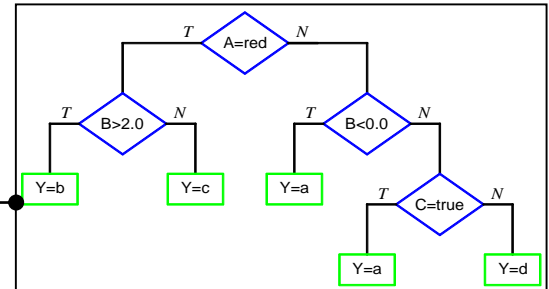 T A=red N
T B>2.0 N T B<0.0 N
Y=b Y=c Y=a T C=true N
Y=a Y=d